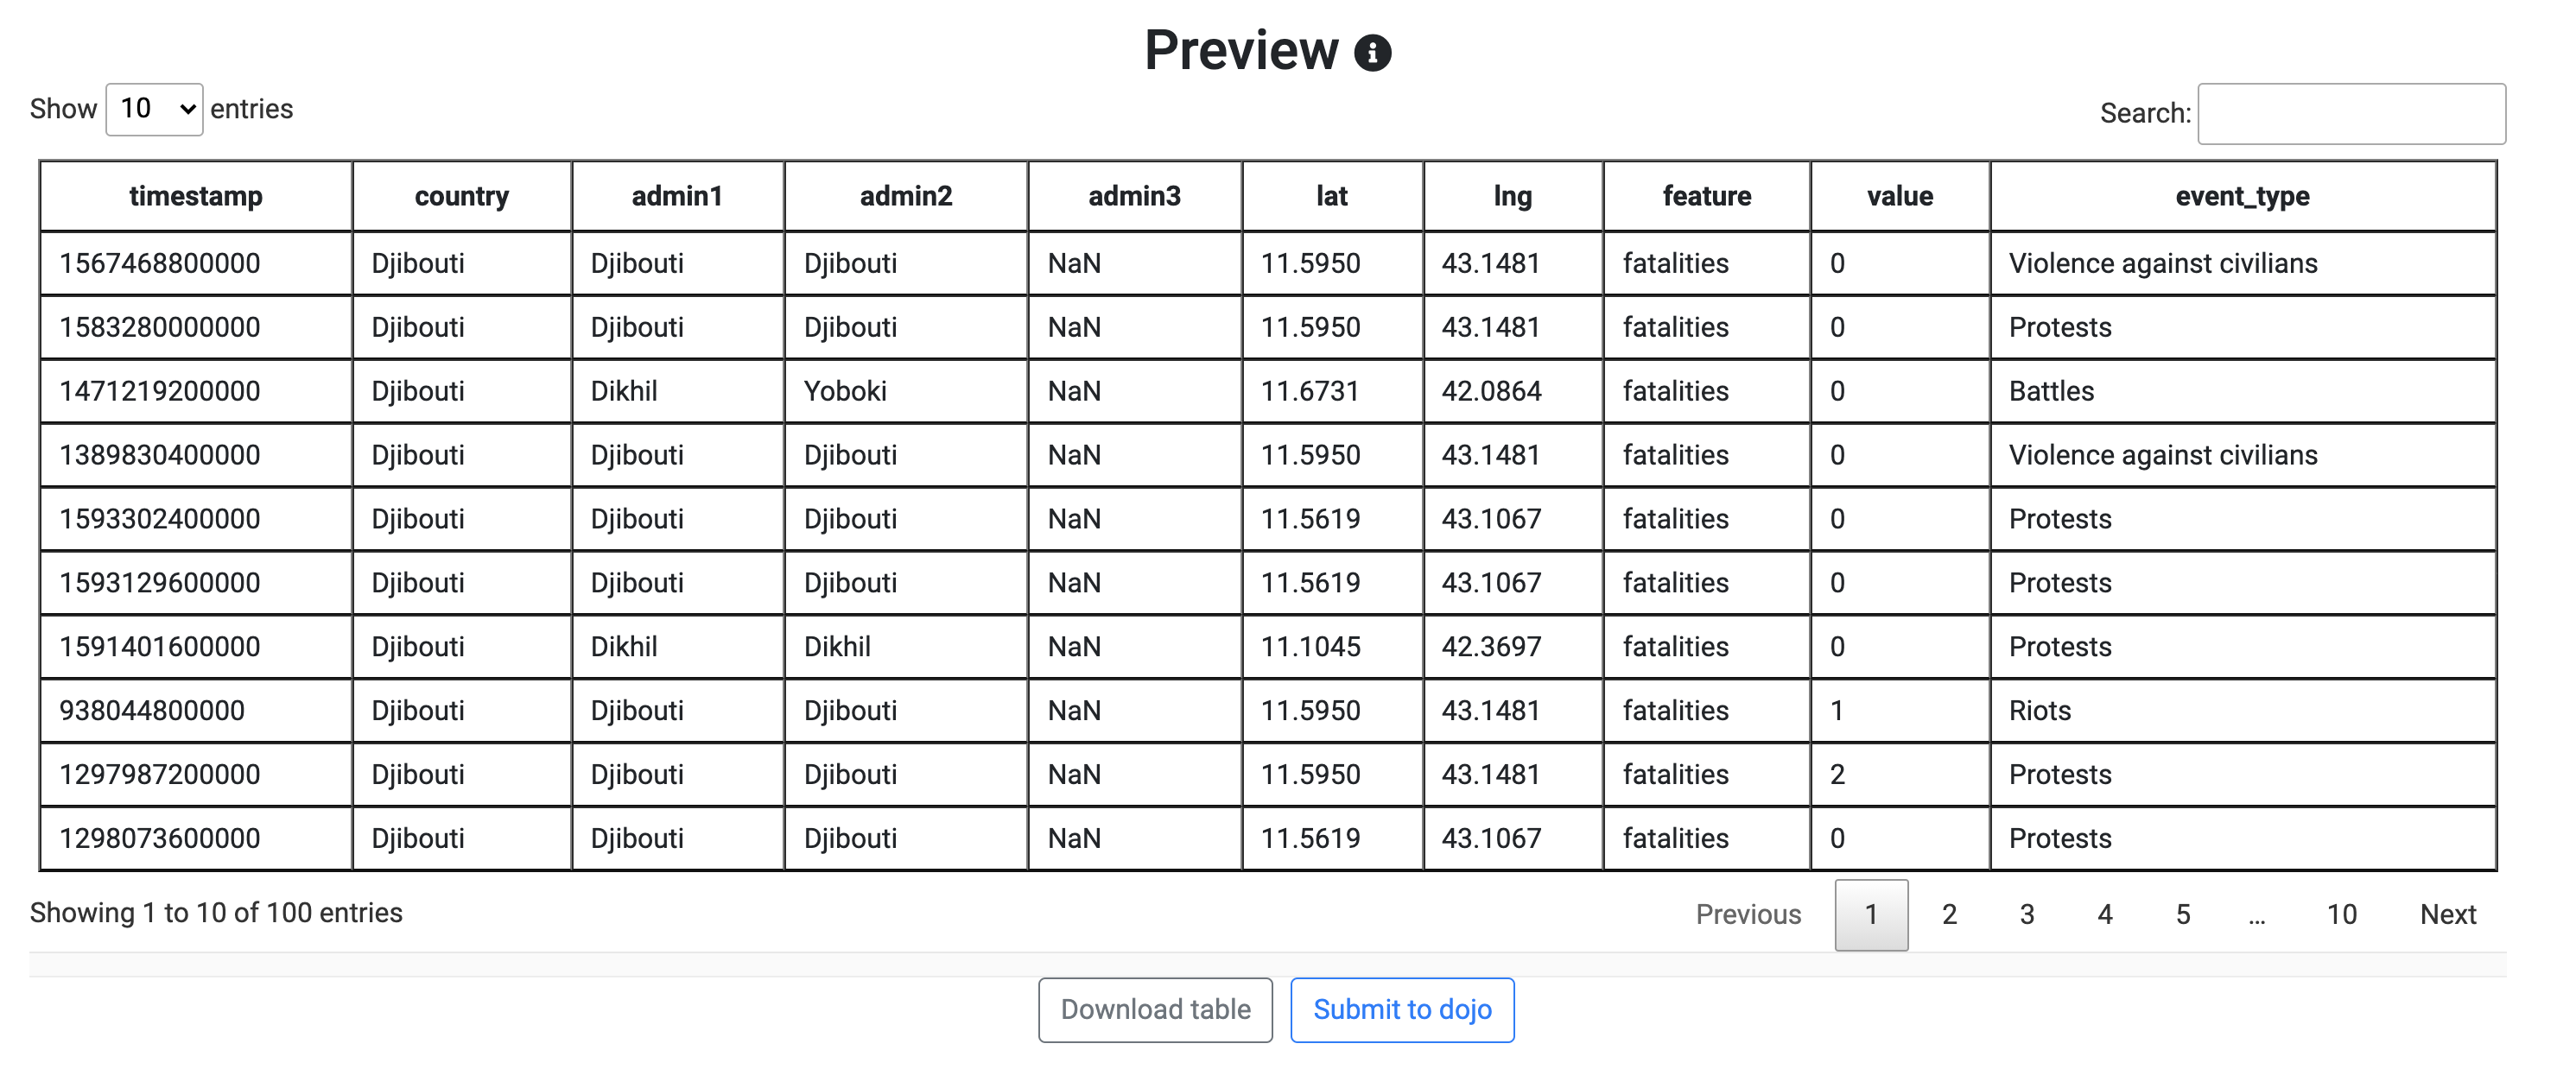 Preview
Show 10 entries Search:
timestamp country admin1 admin2 admin3 lat lng feature value event_type
1567468800000 Djibouti Djibouti Djibouti NaN 11.5950 43.1481 fatalities 0 Violence against civilians
1583280000000 Djibouti Djibouti Djibouti NaN 11.5950 43.1481 fatalities 0 Protests
1471219200000 Djibouti Dikhil Yoboki NaN 11.6731 42.0864 fatalities 0 Battles
1389830400000 Djibouti Djibouti Djibouti NaN 11.5950 43.1481 fatalities 0 Violence against civilians
1593302400000 Djibouti Djibouti Djibouti NaN 11.5619 43.1067 fatalities 0 Protests
1593129600000 Djibouti Djibouti Djibouti NaN 11.5619 43.1067 fatalities 0 Protests
1591401600000 Djibouti Dikhil Dikhil NaN 11.1045 42.3697 fatalities 0 Protests
938044800000 Djibouti Djibouti Djibouti NaN 11.5950 43.1481 fatalities 1 Riots
1297987200000 Djibouti Djibouti Djibouti NaN 11.5950 43.1481 fatalities 2 Protests
1298073600000 Djibouti Djibouti Djibouti NaN 11.5619 43.1067 fatalities 0 Protests
Showing 1 to 10 of 100 entries Previous 1 2 3 4 5 … 10 Next
Download table Submit to dojo